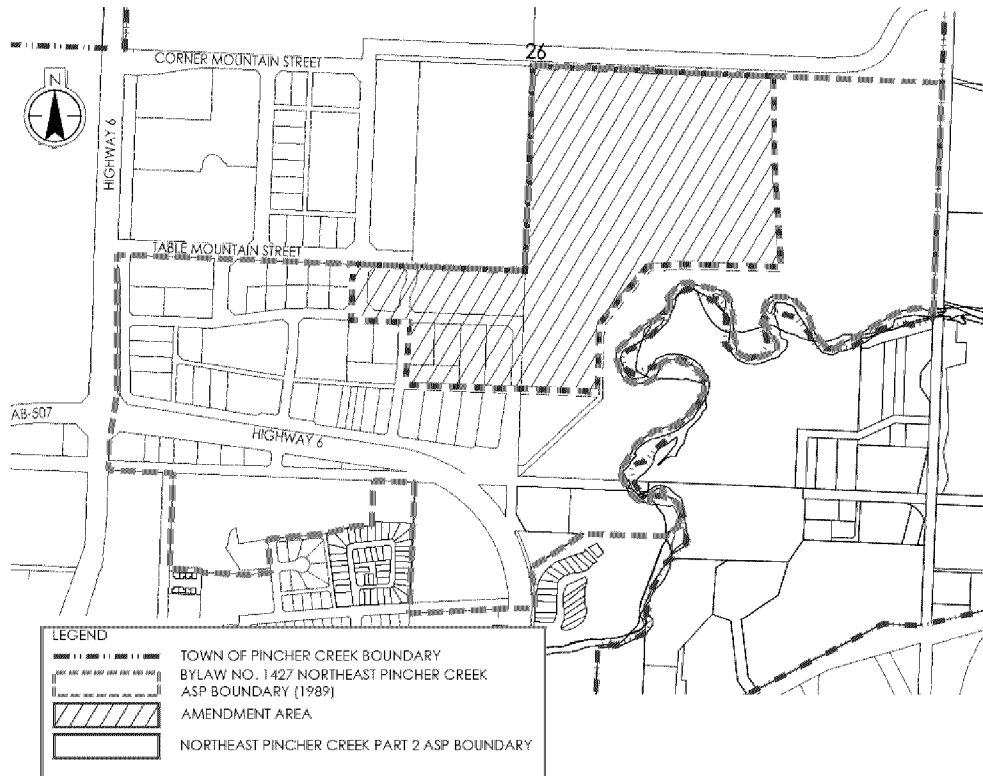 26
CORNER MOUNTAIN STREET
N
HIGHWAY 6
TABLE MOUNTAIN STREET
AB-507
HIGHWAY 6
LEGEND
TOWN OF PINCHER CREEK BOUNDARY
BYLAW NO. 1427 NORTHEAST PINCHER CREEK
ASP BOUNDARY (1989)
AMENDMENT AREA
NORTHEAST PINCHER CREEK PART 2 ASP BOUNDARY